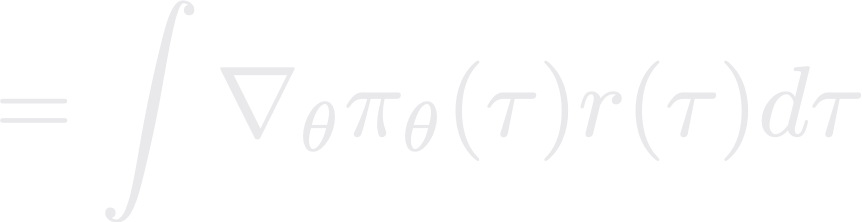 = ∫ ∇_θ π_θ(τ) r(τ) dτ